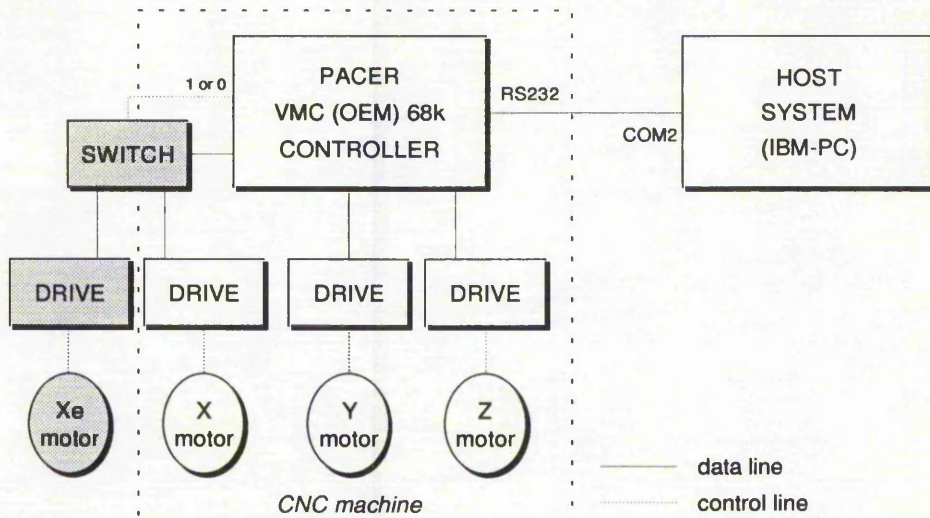 PACER
VMC (OEM) 68k
CONTROLLER
1 or 0
SWITCH
RS232
COM2
HOST
SYSTEM
(IBM-PC)
DRIVE
DRIVE
DRIVE
DRIVE
Xe
motor
X
motor
Y
motor
Z
motor
CNC machine
data line
control line